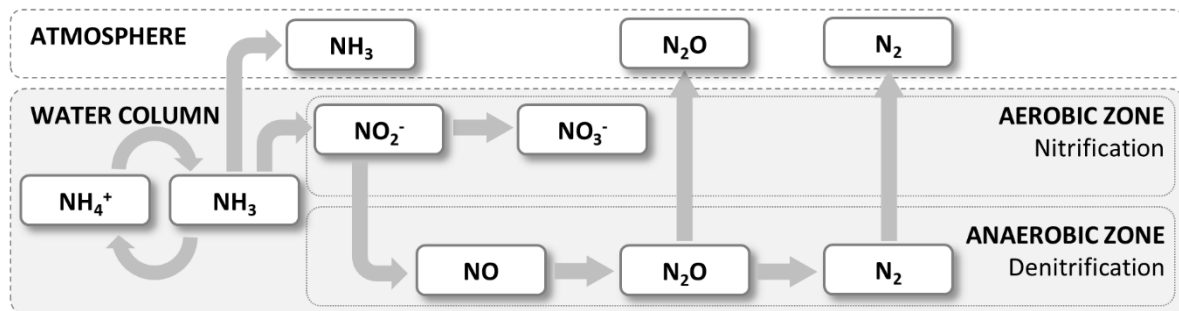 ATMOSPHERE
NH₃
N₂O
N₂
WATER COLUMN
NO₂⁻
NO₃⁻
AEROBIC ZONE
Nitrification
NH₄⁺
NH₃
NO
N₂O
N₂
ANAEROBIC ZONE
Denitrification